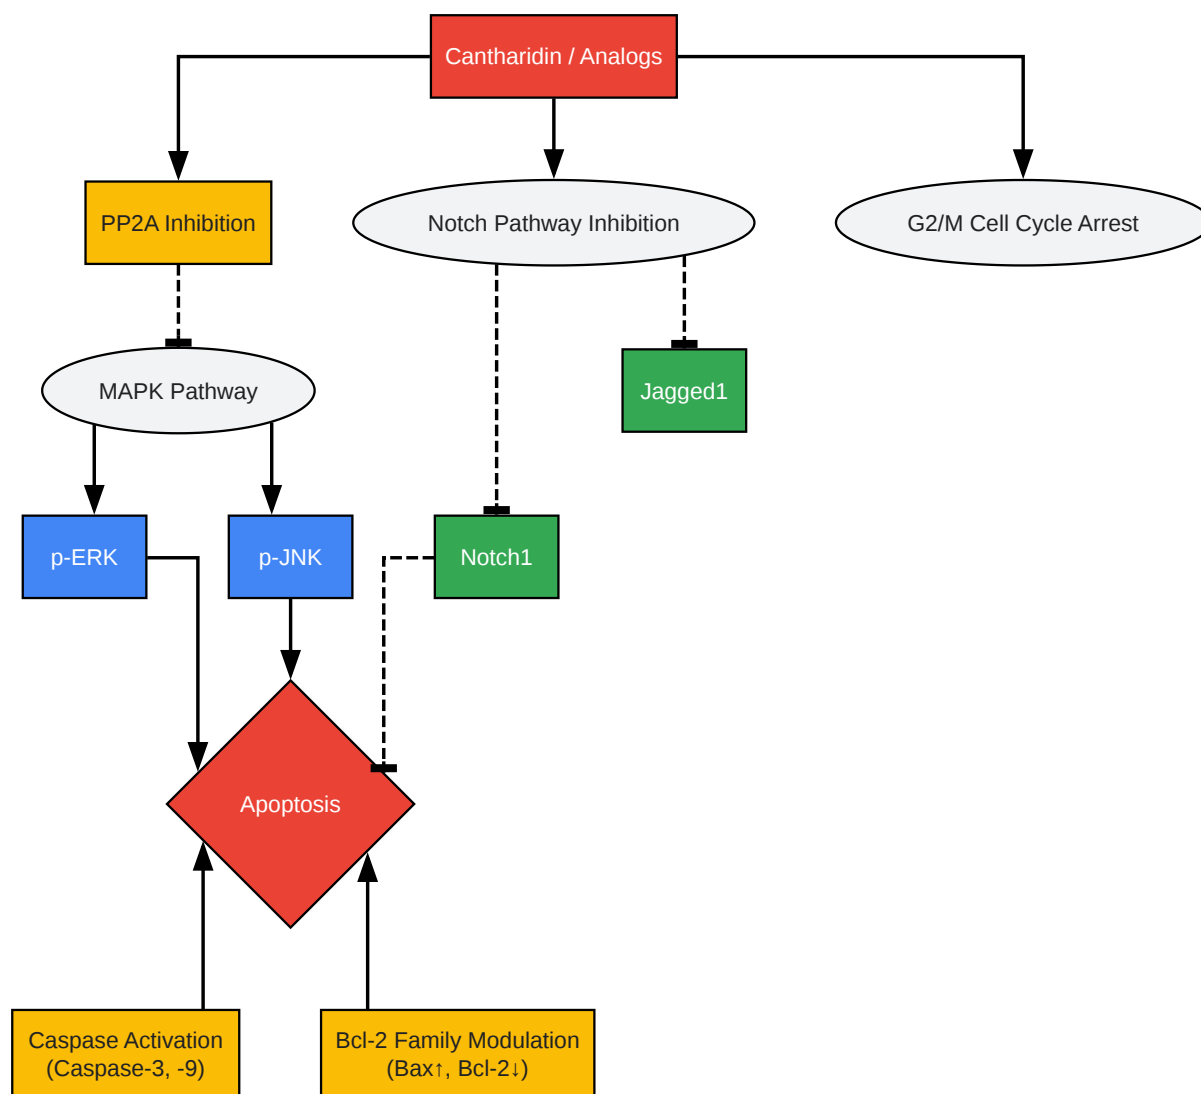 Cantharidin / Analogs
PP2A Inhibition
Notch Pathway Inhibition
G2/M Cell Cycle Arrest
MAPK Pathway
Jagged1
p-ERK
p-JNK
Notch1
Apoptosis
Caspase Activation
(Caspase-3, -9)
Bcl-2 Family Modulation
(Bax↑, Bcl-2↓)